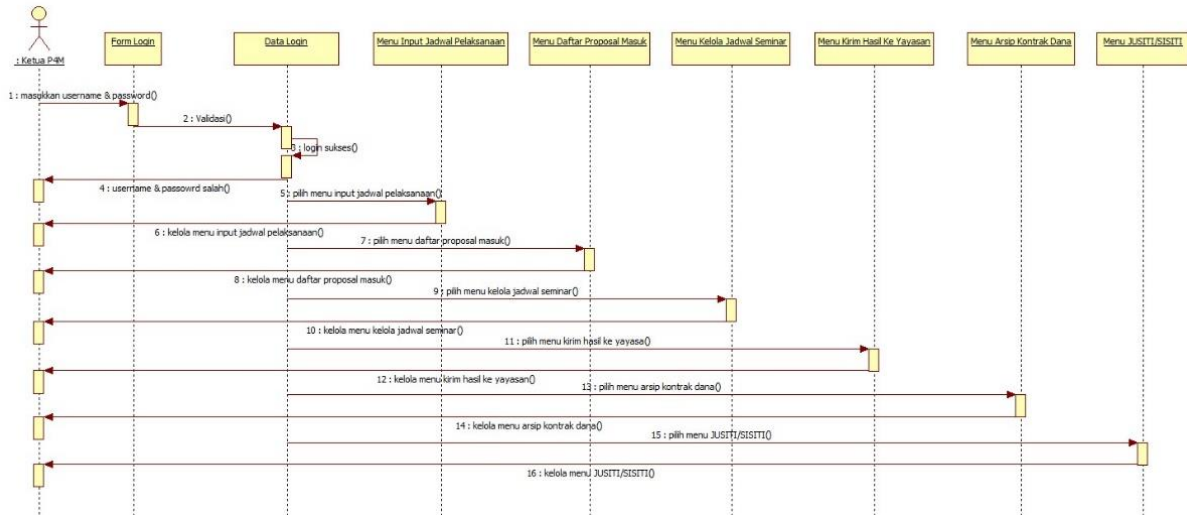 : Ketua P4M
Form Login
Data Login
Menu Input Jadwal Pelaksanaan
Menu Daftar Proposal Masuk
Menu Kelola Jadwal Seminar
Menu Kirim Hasil Ke Yayasan
Menu Arsip Kontrak Dana
Menu JUSITI/SISITI
1 : masukkan username & password()
2 : Validasi()
3 : login sukses()
4 : username & passowrd salah()
5 : pilih menu input jadwal pelaksanaan()
6 : kelola menu input jadwal pelaksanaan()
7 : pilih menu daftar proposal masuk()
8 : kelola menu daftar proposal masuk()
9 : pilih menu kelola jadwal seminar()
10 : kelola menu kelola jadwal seminar()
11 : pilih menu kirim hasil ke yayasa()
12 : kelola menu kirim hasil ke yayasan()
13 : pilih menu arsip kontrak dana()
14 : kelola menu arsip kontrak dana()
15 : pilih menu JUSITI/SISITI()
16 : kelola menu JUSITI/SISITI()